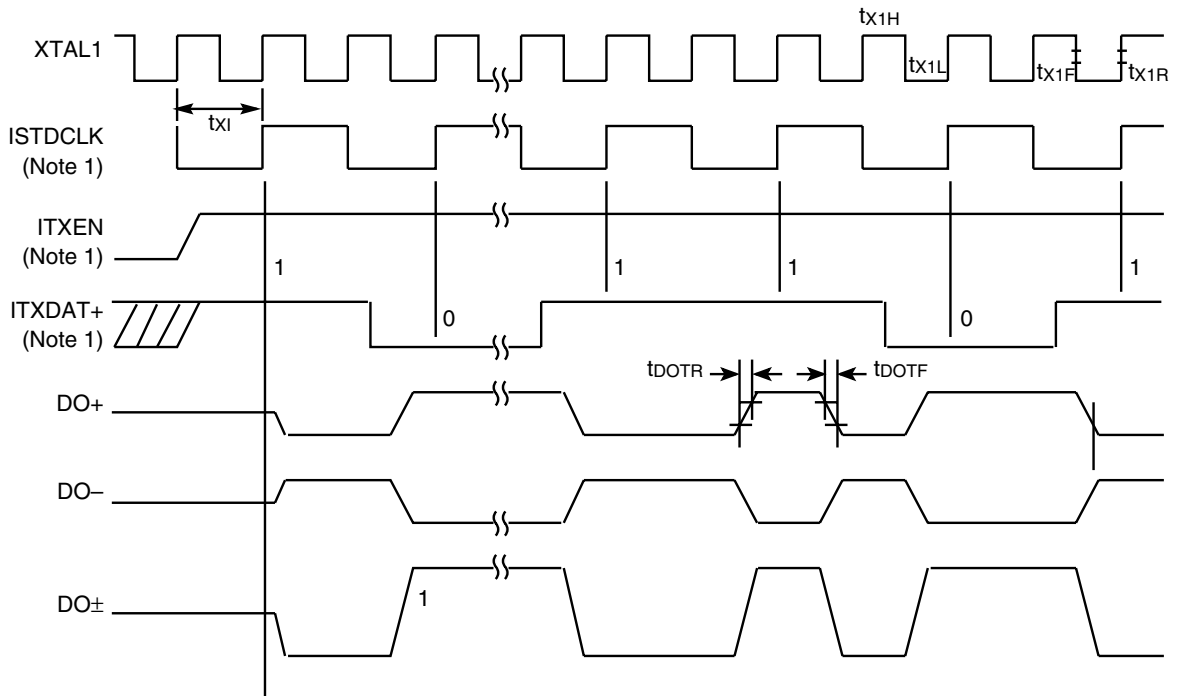 tX1H
XTAL1
tX1L
tX1F
tX1R
tXI
ISTDCLK
(Note 1)
ITXEN
(Note 1)
1
1
1
1
ITXDAT+
(Note 1)
0
0
tDOTR
tDOTF
DO+
DO–
DO±
1